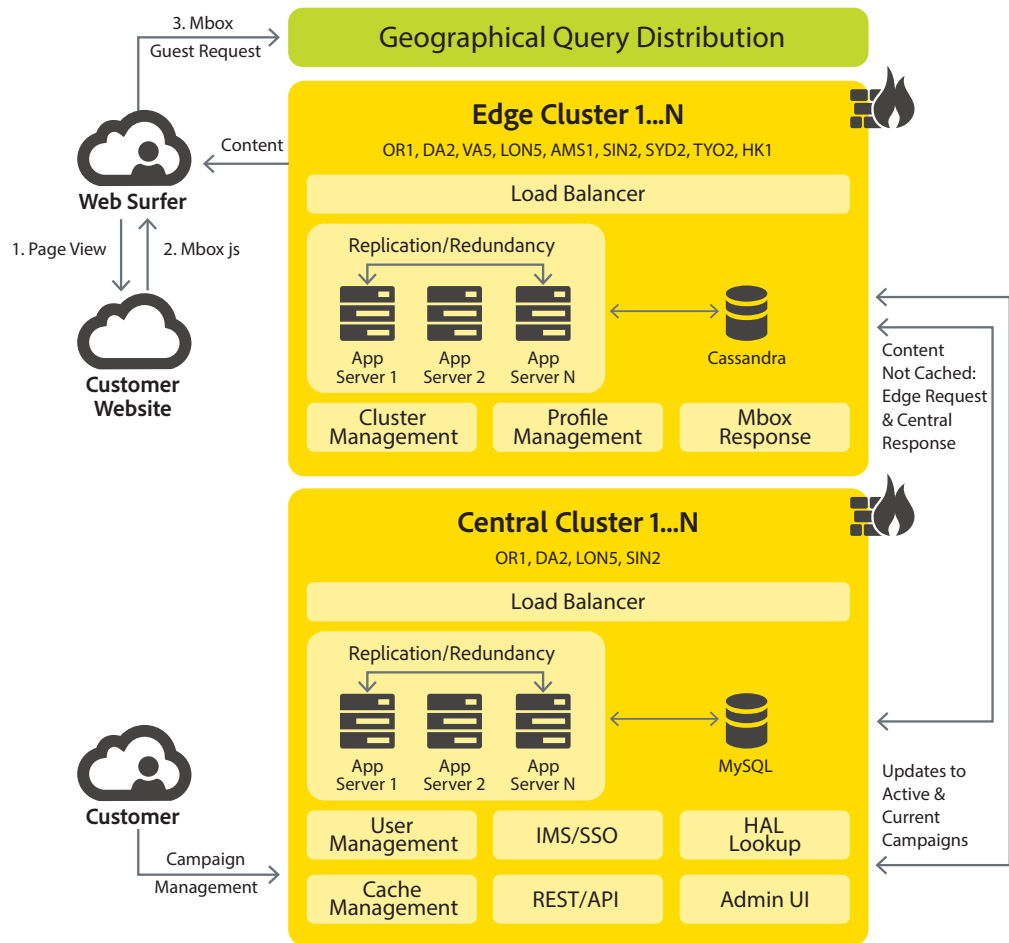 3. Mbox
Guest Request
Geographical Query Distribution
Edge Cluster 1...N
OR1, DA2, VA5, LON5, AMS1, SIN2, SYD2, TYO2, HK1
Content
Web Surfer
Load Balancer
1. Page View
2. Mbox js
Replication/Redundancy
App
Server 1
App
Server 2
App
Server N
Cassandra
Customer
Website
Content
Not Cached:
Edge Request
& Central
Response
Cluster
Management
Profile
Management
Mbox
Response
Central Cluster 1...N
OR1, DA2, LON5, SIN2
Load Balancer
Replication/Redundancy
App
Server 1
App
Server 2
App
Server N
MySQL
Customer
Updates to
Active &
Current
Campaigns
User
Management
IMS/SSO
HAL
Lookup
Campaign
Management
Cache
Management
REST/API
Admin UI